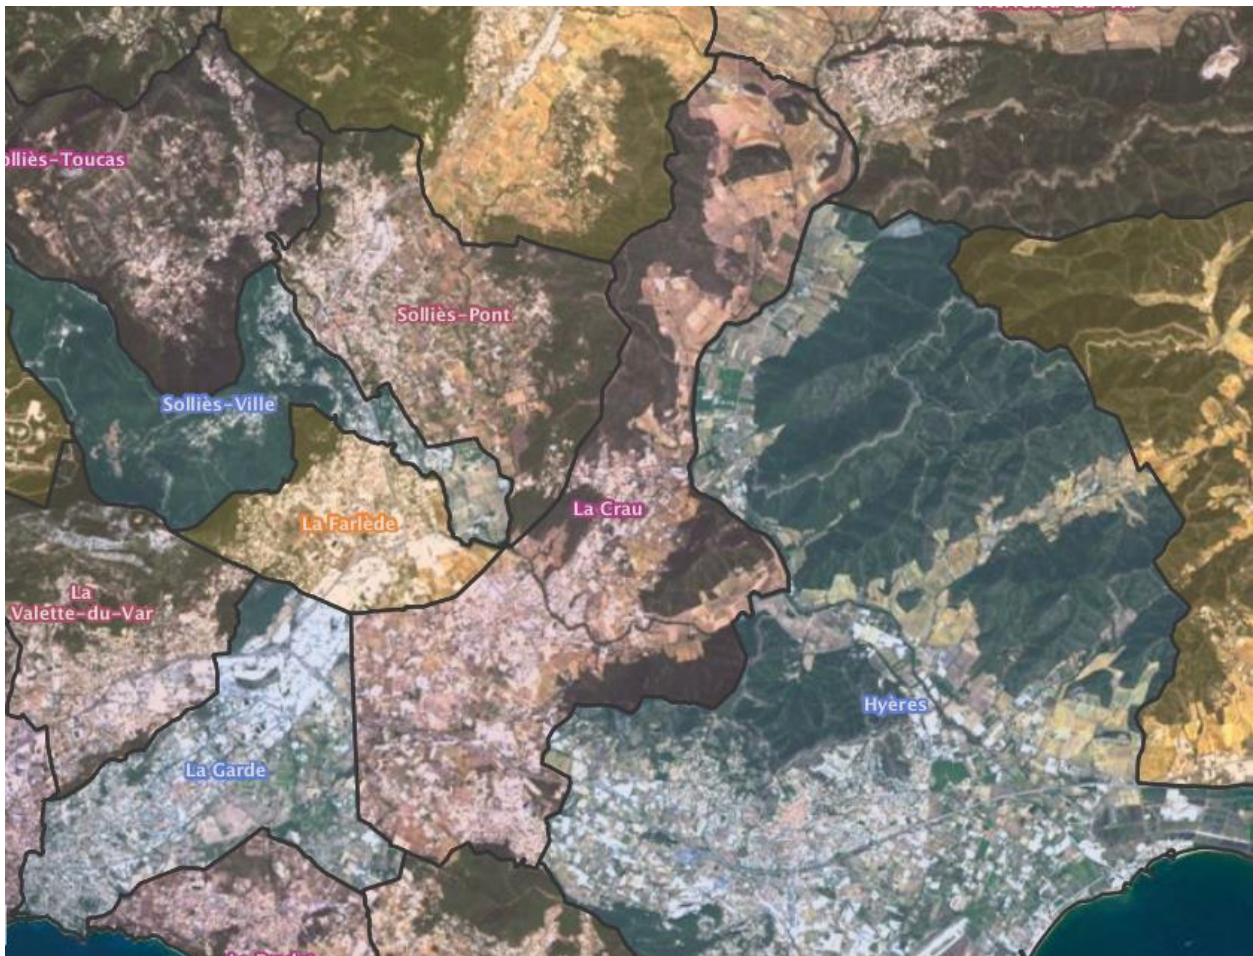 olliès-Toucas
Solliès-Pont
Solliès-Ville
La Crau
La Farlède
La
Valette-du-Var
Hyères
La Garde